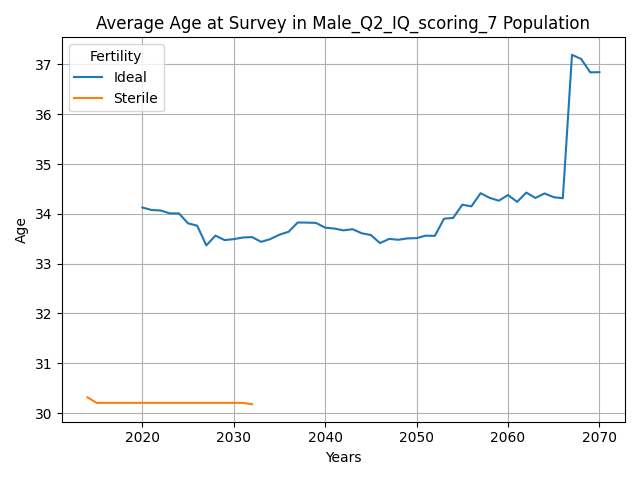 Average Age at Survey in Male_Q2_IQ_scoring_7 Population
Fertility
Ideal
Sterile
Age
37
36
35
34
33
32
31
30
2020 2030 2040 2050 2060 2070
Years